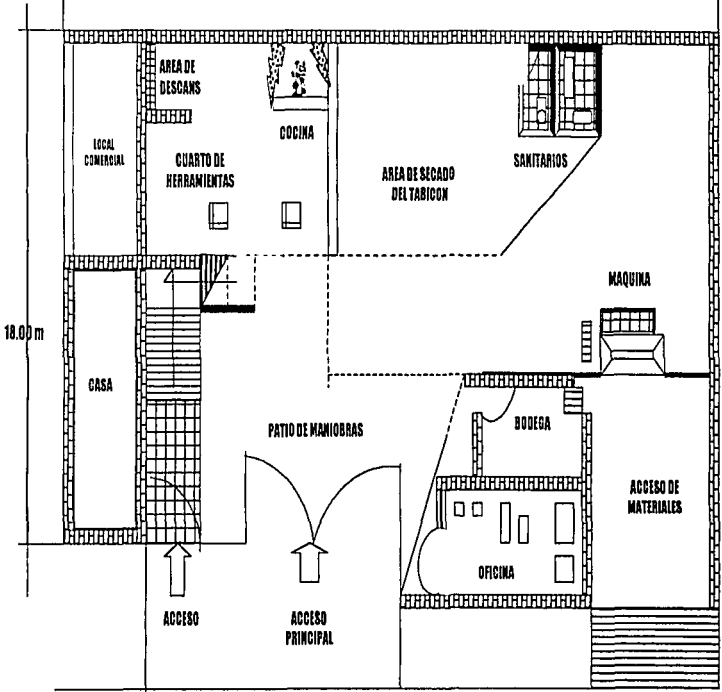 AREA DE
DESCANS
LOCAL
COMERCIAL
COCINA
CUARTO DE
HERRAMIENTAS
AREA DE SECADO
DEL TABICON
SANITARIOS
MAQUINA
18.00 m
CASA
PATIO DE MANIOBRAS
BODEGA
ACCESO DE
MATERIALES
OFICINA
ACCESO
ACCESO
PRINCIPAL